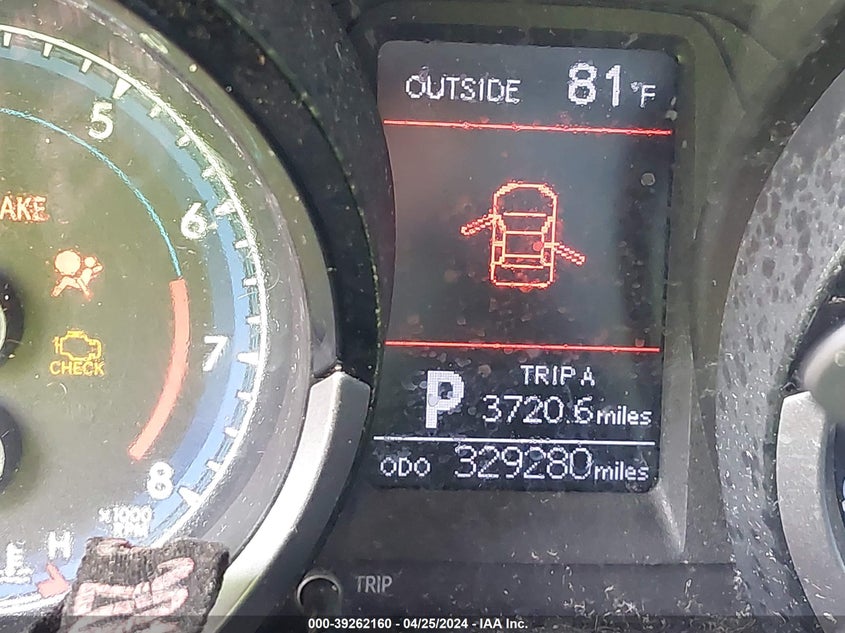 OUTSIDE 81°F
5
6
AKE
7
CHECK
TRIP A
P 3720.6 miles
ODO 329280 miles
8
H
TRIP
000-39262160 - 04/25/2024 - IAA Inc.